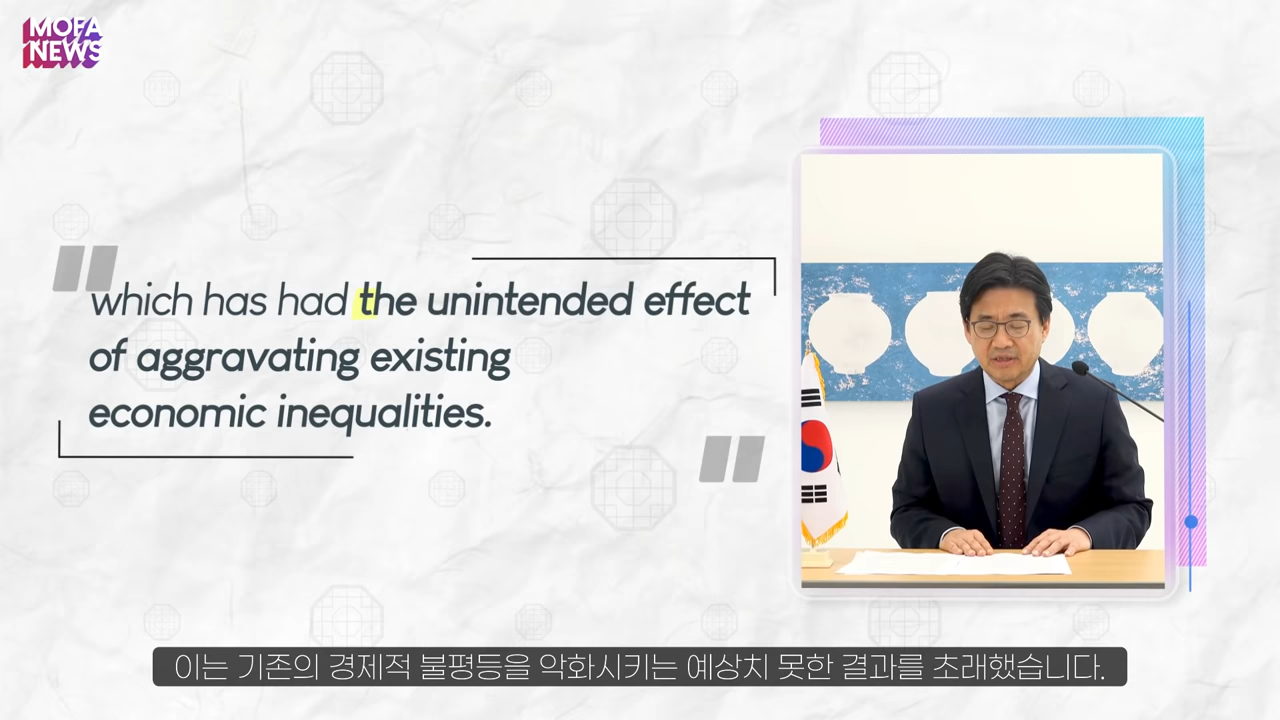 MOFA
NEWS
"which has had the unintended effect
of aggravating existing
economic inequalities."
이는 기존의 경제적 불평등을 악화시키는 예상치 못한 결과를 초래했습니다.